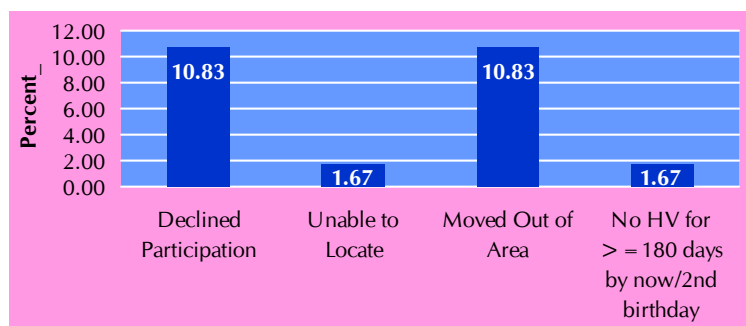 Percent_
12.00
10.00
8.00
6.00
4.00
2.00
0.00
10.83
1.67
10.83
1.67
Declined
Participation
Unable to
Locate
Moved Out of
Area
No HV for
> = 180 days
by now/2nd
birthday